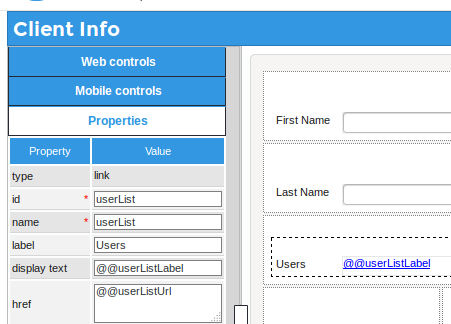 Client Info
Web controls
Mobile controls
Properties
Property Value
type link
id * userList
name * userList
label Users
display text @@userListLabel
href @@userListUrl
First Name
Last Name
Users @@userListLabel